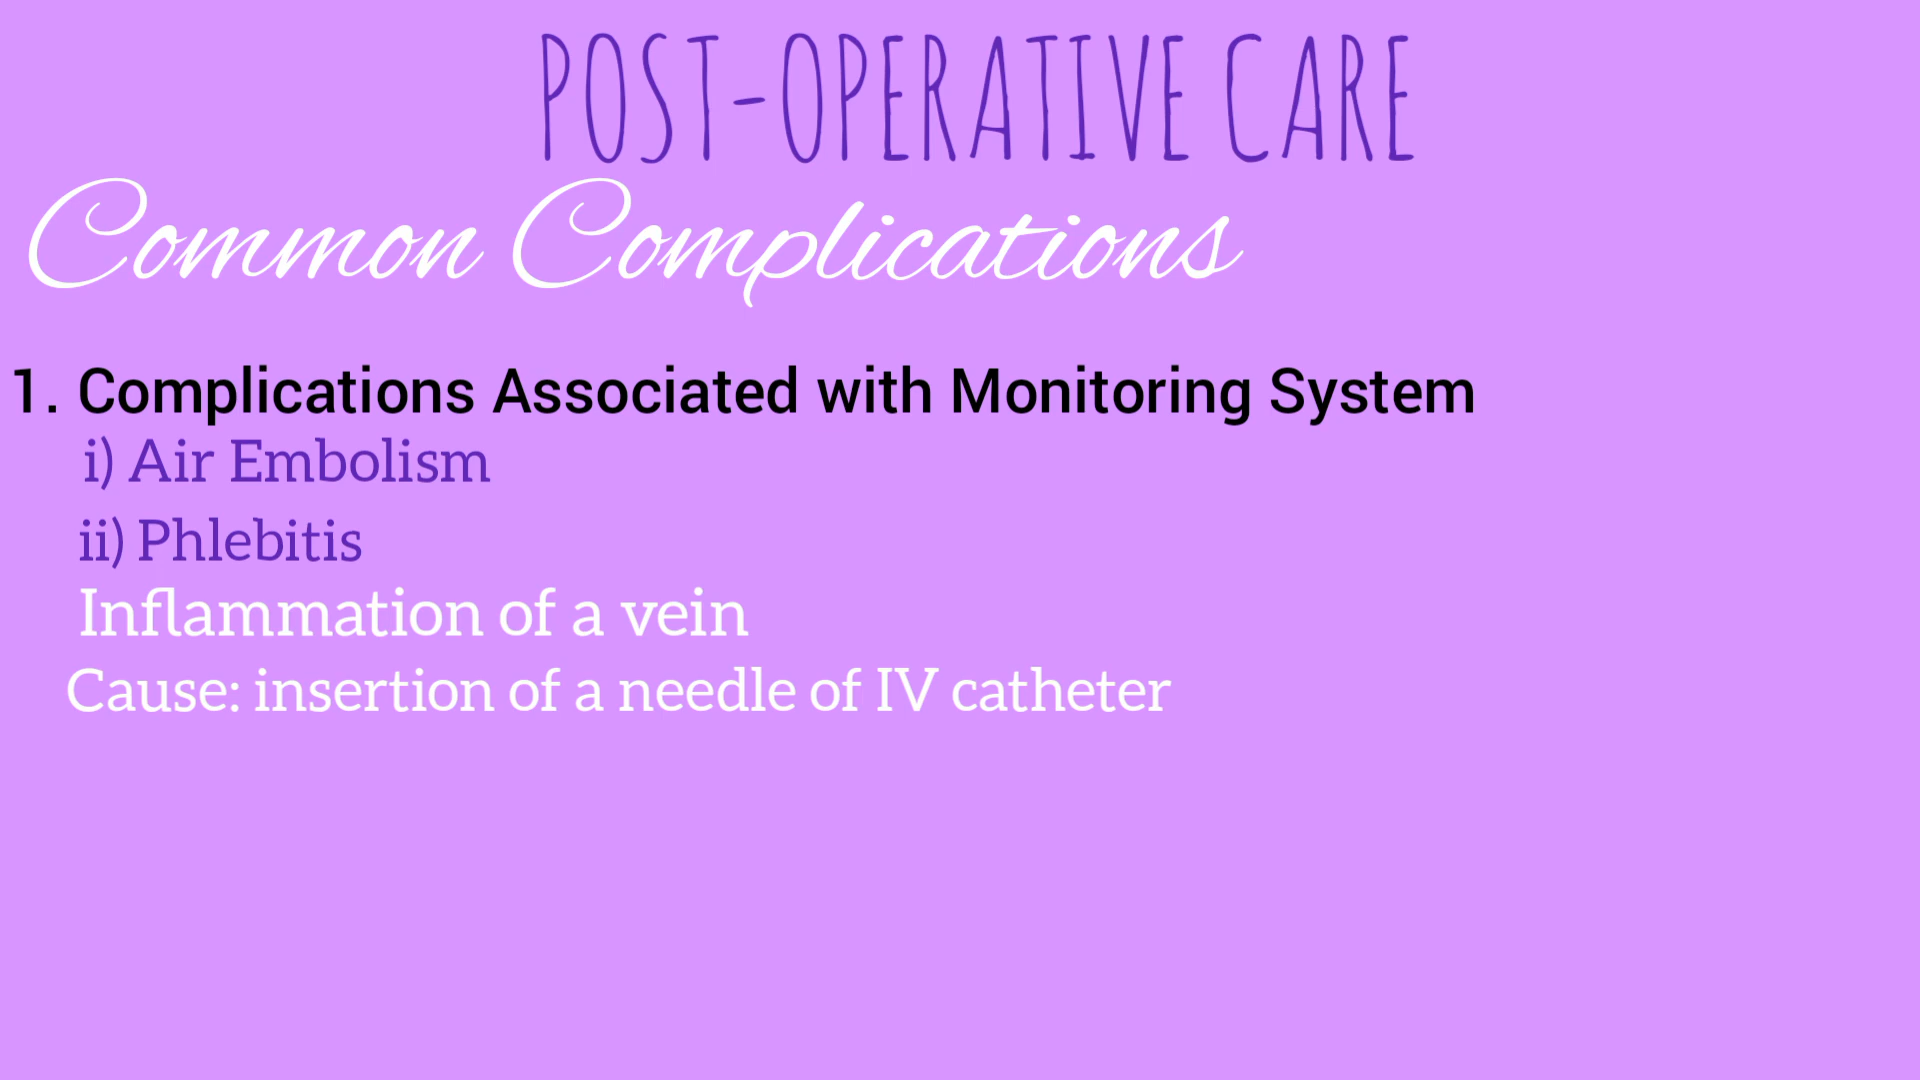 POST-OPERATIVE CARE
Common Complications
1. Complications Associated with Monitoring System
i) Air Embolism
ii) Phlebitis
Inflammation of a vein
Cause: insertion of a needle of IV catheter